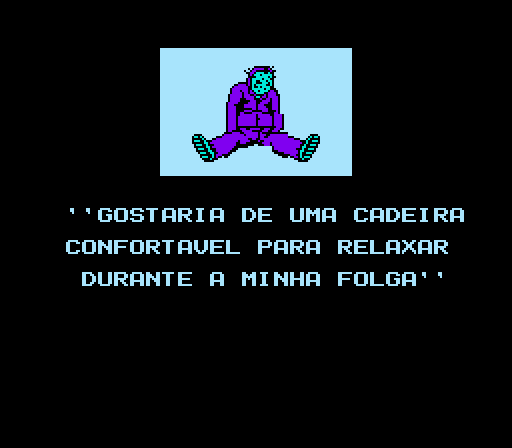 ''GOSTARIA DE UMA CADEIRA
CONFORTAVEL PARA RELAXAR
DURANTE A MINHA FOLGA''